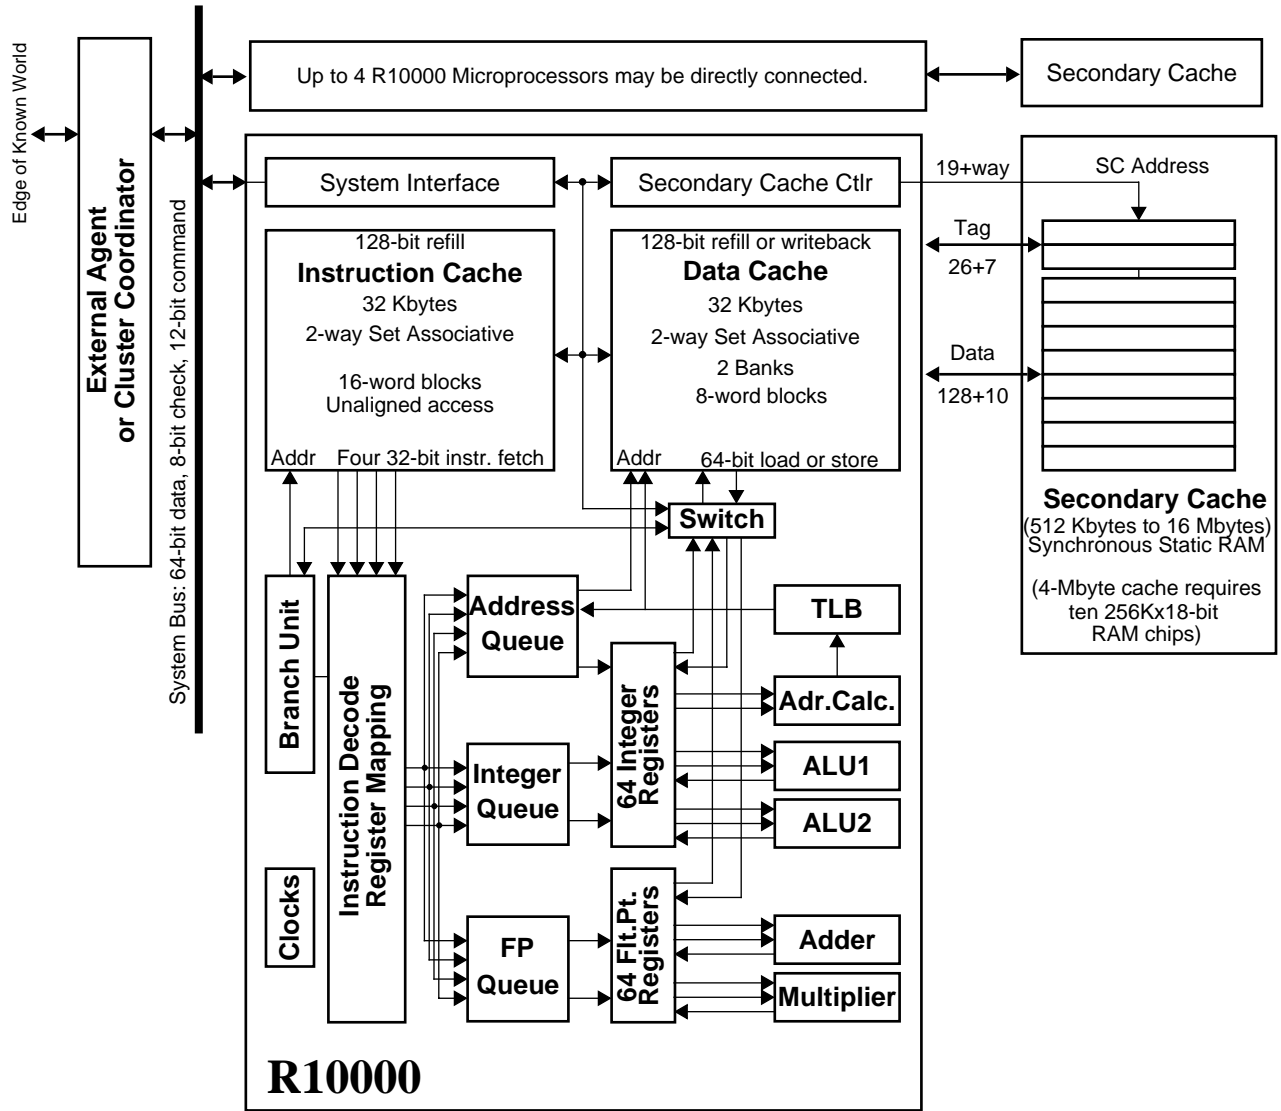 Edge of Known World
External Agent
or Cluster Coordinator
System Bus: 64-bit data, 8-bit check, 12-bit command
Up to 4 R10000 Microprocessors may be directly connected.
Secondary Cache
System Interface
Secondary Cache Ctlr
19+way
SC Address
128-bit refill
Instruction Cache
32 Kbytes
2-way Set Associative
16-word blocks
Unaligned access
Addr
Four 32-bit instr. fetch
128-bit refill or writeback
Data Cache
32 Kbytes
2-way Set Associative
2 Banks
8-word blocks
Addr
64-bit load or store
Tag
26+7
Data
128+10
Secondary Cache
(512 Kbytes to 16 Mbytes)
Synchronous Static RAM
(4-Mbyte cache requires
ten 256Kx18-bit
RAM chips)
Switch
Branch Unit
Clocks
Instruction Decode
Register Mapping
Address
Queue
Integer
Queue
FP
Queue
64 Integer
Registers
64 Flt.Pt.
Registers
TLB
Adr.Calc.
ALU1
ALU2
Adder
Multiplier
R10000